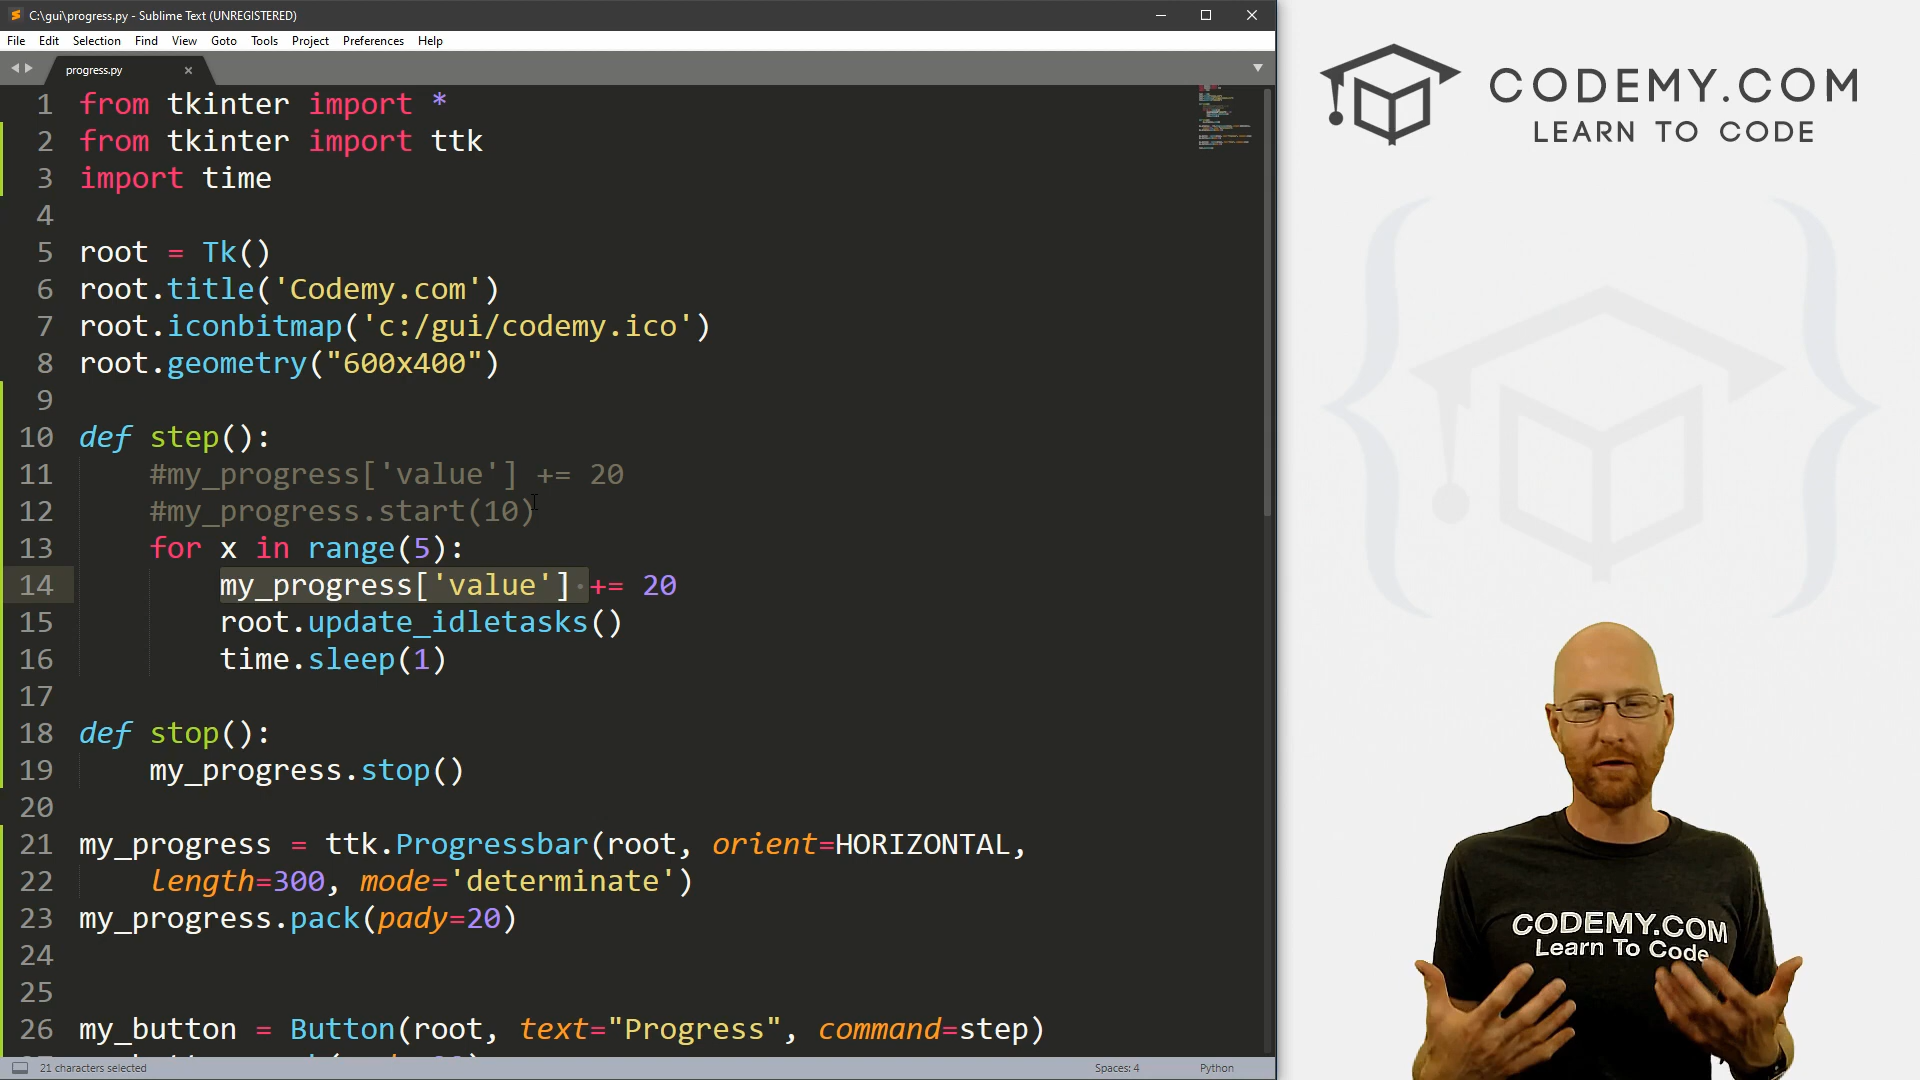 C:\gui\progress.py - Sublime Text (UNREGISTERED)
File Edit Selection Find View Goto Tools Project Preferences Help
progress.py
1 from tkinter import *
2 from tkinter import ttk
3 import time
4
5 root = Tk()
6 root.title('Codemy.com')
7 root.iconbitmap('c:/gui/codemy.ico')
8 root.geometry("600x400")
9
10 def step():
11 #my_progress['value'] += 20
12 #my_progress.start(10)
13 for x in range(5):
14 my_progress['value'] += 20
15 root.update_idletasks()
16 time.sleep(1)
17
18 def stop():
19 my_progress.stop()
20
21 my_progress = ttk.Progressbar(root, orient=HORIZONTAL,
22 length=300, mode='determinate')
23 my_progress.pack(pady=20)
24
25
26 my_button = Button(root, text="Progress", command=step)
21 characters selected
Spaces: 4
Python
CODEMY.COM
LEARN TO CODE
CODEMY.COM
Learn To Code